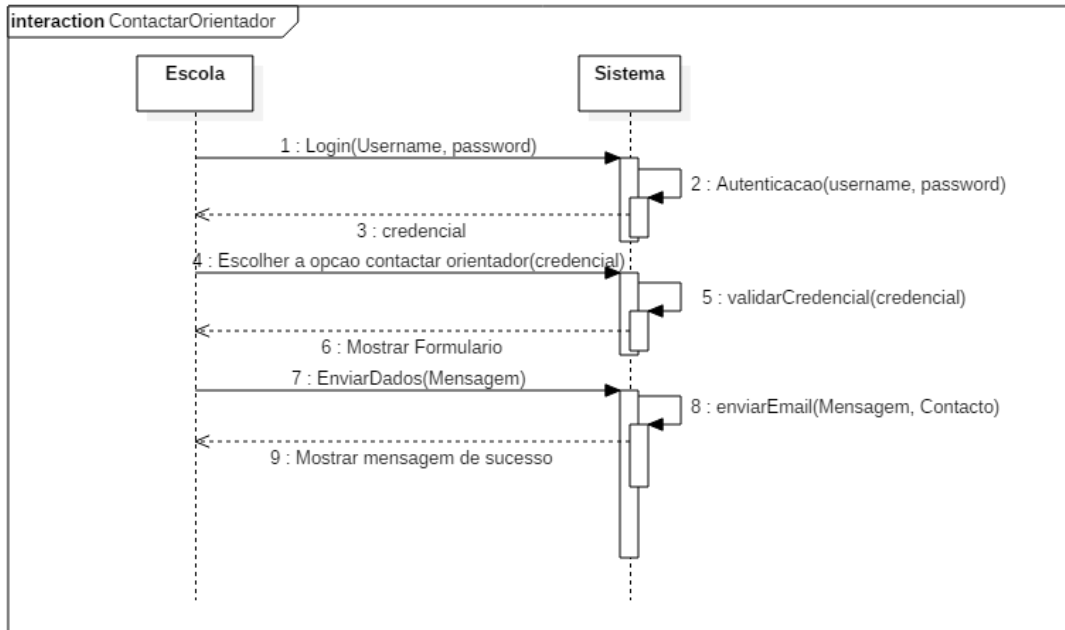 interaction ContactarOrientador
Escola
Sistema
1 : Login(Username, password)
2 : Autenticacao(username, password)
3 : credencial
4 : Escolher a opcao contactar orientador(credencial)
5 : validarCredencial(credencial)
6 : Mostrar Formulario
7 : EnviarDados(Mensagem)
8 : enviarEmail(Mensagem, Contacto)
9 : Mostrar mensagem de sucesso